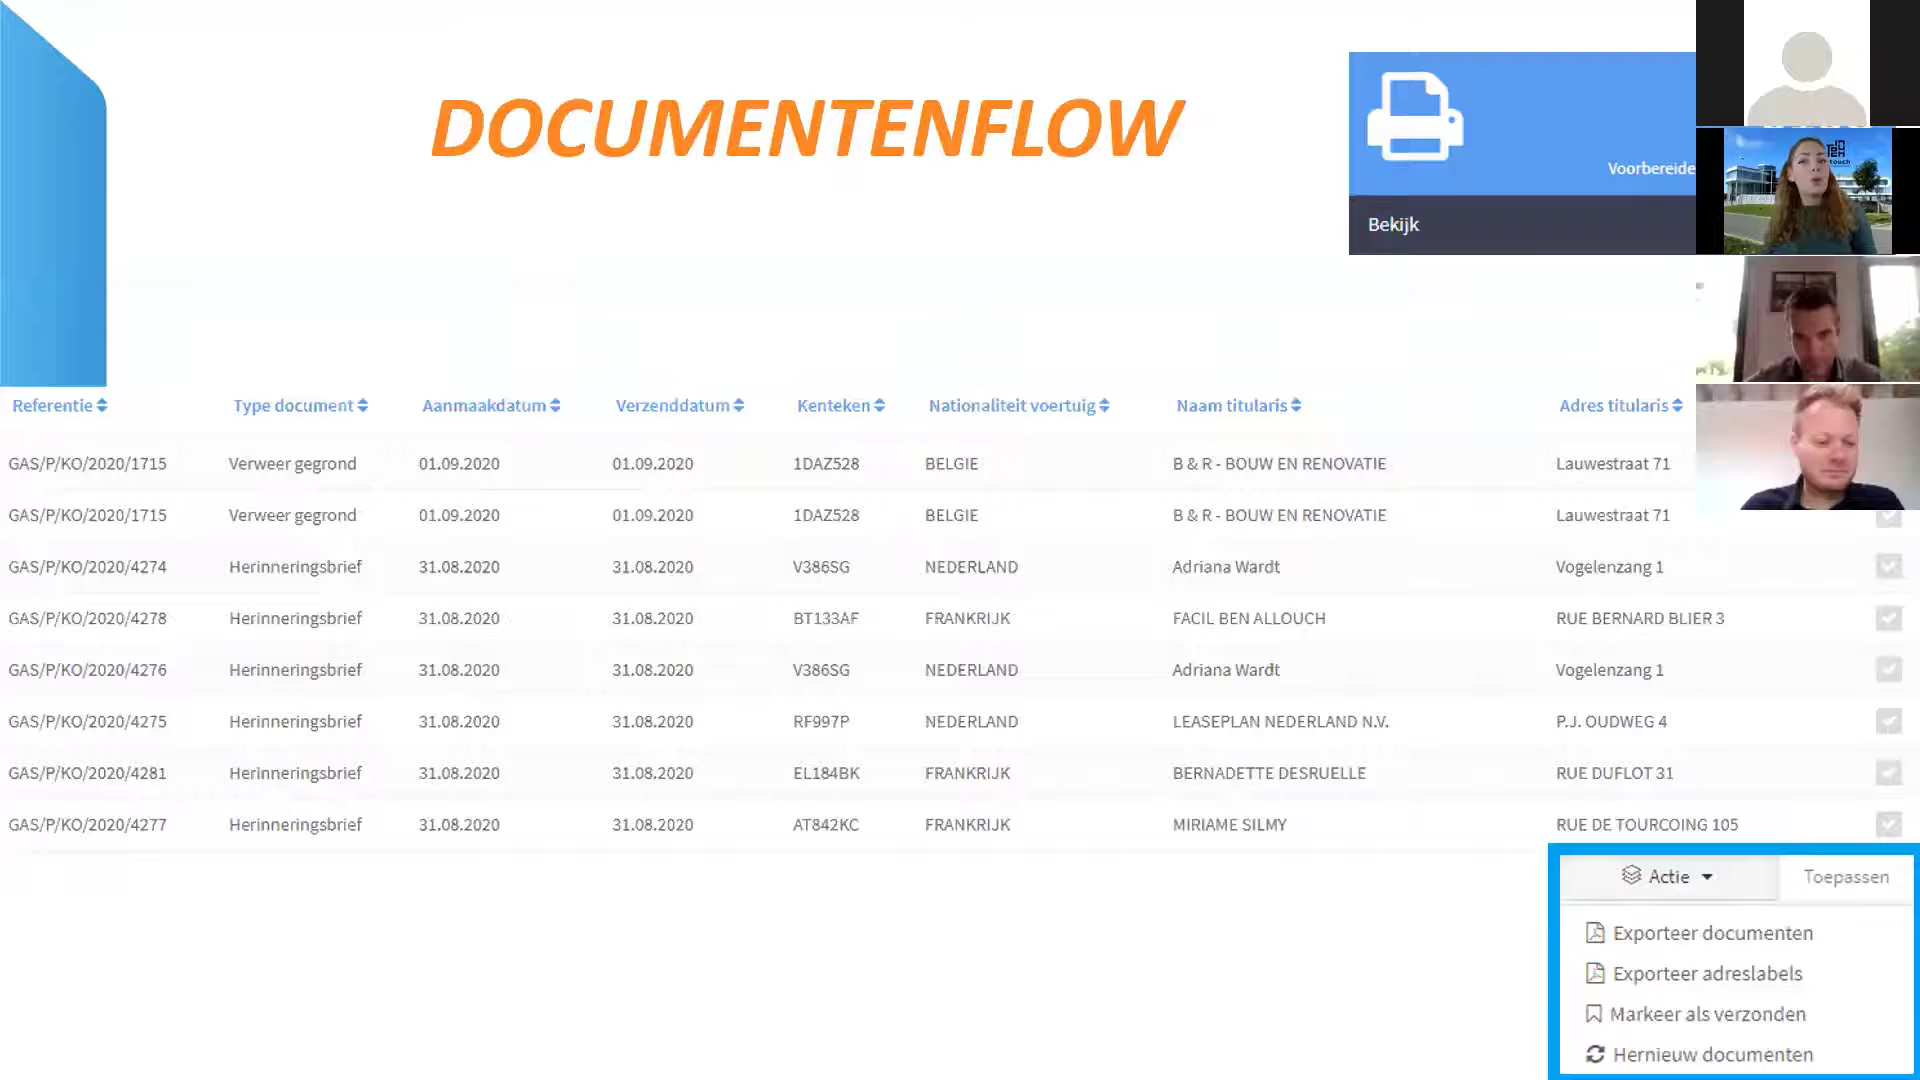 DOCUMENTENFLOW
Voorbereide
Bekijk
touch
Referentie Type document Aanmaakdatum Verzenddatum Kenteken Nationaliteit voertuig Naam titularis Adres titularis
GAS/P/KO/2020/1715 Verweer gegrond 01.09.2020 01.09.2020 1DAZ528 BELGIE B & R - BOUW EN RENOVATIE Lauwestraat 71
GAS/P/KO/2020/1715 Verweer gegrond 01.09.2020 01.09.2020 1DAZ528 BELGIE B & R - BOUW EN RENOVATIE Lauwestraat 71
GAS/P/KO/2020/4274 Herinneringsbrief 31.08.2020 31.08.2020 V386SG NEDERLAND Adriana Wardt Vogelenzang 1
GAS/P/KO/2020/4278 Herinneringsbrief 31.08.2020 31.08.2020 BT133AF FRANKRIJK FACIL BEN ALLOUCH RUE BERNARD BLIER 3
GAS/P/KO/2020/4276 Herinneringsbrief 31.08.2020 31.08.2020 V386SG NEDERLAND Adriana Wardt Vogelenzang 1
GAS/P/KO/2020/4275 Herinneringsbrief 31.08.2020 31.08.2020 RF997P NEDERLAND LEASEPLAN NEDERLAND N.V. P.J. OUDWEG 4
GAS/P/KO/2020/4281 Herinneringsbrief 31.08.2020 31.08.2020 EL184BK FRANKRIJK BERNADETTE DESRUELLE RUE DUFLOT 31
GAS/P/KO/2020/4277 Herinneringsbrief 31.08.2020 31.08.2020 AT842KC FRANKRIJK MIRIAME SILMY RUE DE TOURCOING 105
Actie Toepassen
Exporteer documenten
Exporteer adreslabels
Markeer als verzonden
Hernieuw documenten